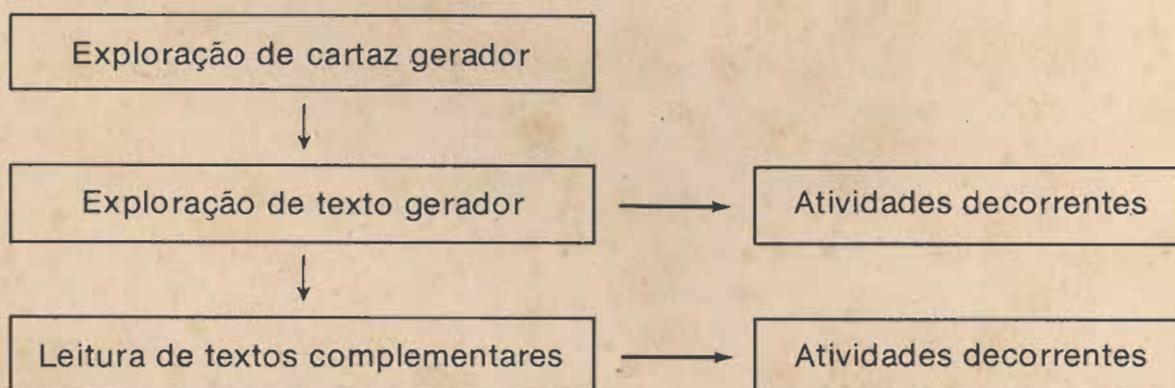 Exploração de cartaz gerador
Exploração de texto gerador
Atividades decorrentes
Leitura de textos complementares
Atividades decorrentes